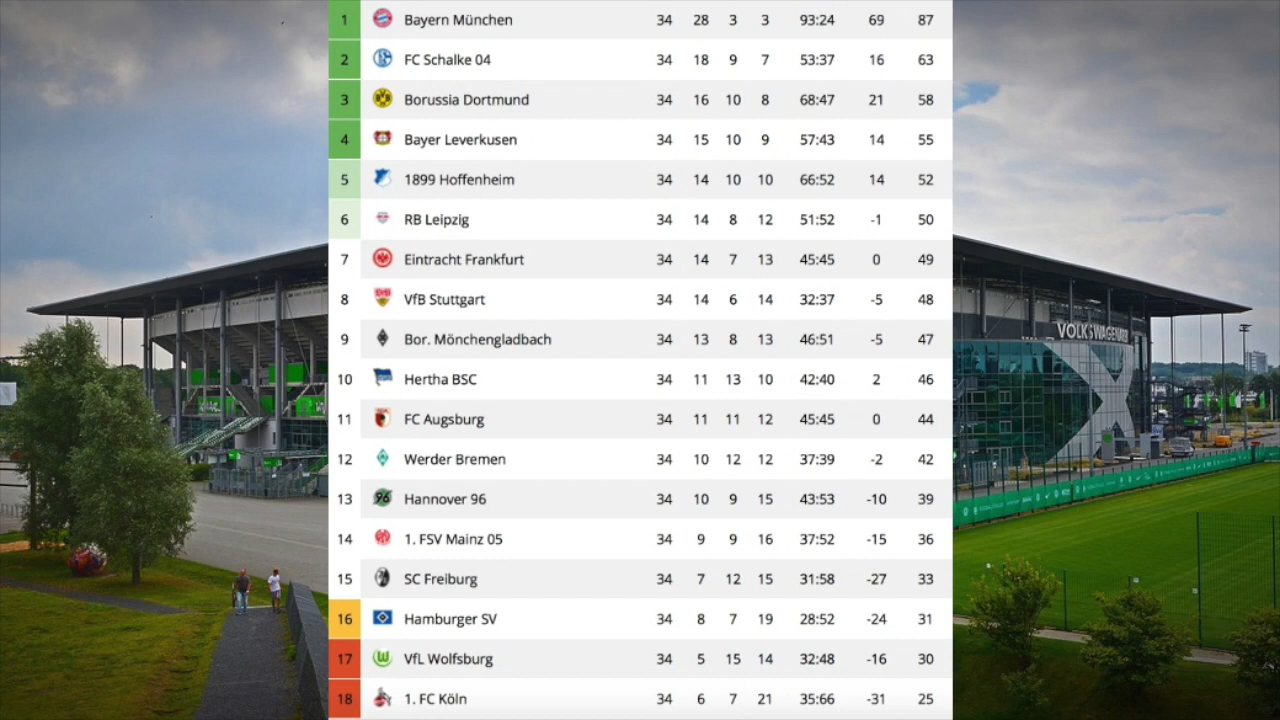 1 Bayern München 34 28 3 3 93:24 69 87
2 FC Schalke 04 34 18 9 7 53:37 16 63
3 Borussia Dortmund 34 16 10 8 68:47 21 58
4 Bayer Leverkusen 34 15 10 9 57:43 14 55
5 1899 Hoffenheim 34 14 10 10 66:52 14 52
6 RB Leipzig 34 14 8 12 51:52 -1 50
7 Eintracht Frankfurt 34 14 7 13 45:45 0 49
8 VfB Stuttgart 34 14 6 14 32:37 -5 48
9 Bor. Mönchengladbach 34 13 8 13 46:51 -5 47
10 Hertha BSC 34 11 13 10 42:40 2 46
11 FC Augsburg 34 11 11 12 45:45 0 44
12 Werder Bremen 34 10 12 12 37:39 -2 42
13 96 Hannover 96 34 10 9 15 43:53 -10 39
14 1. FSV Mainz 05 34 9 9 16 37:52 -15 36
15 SC Freiburg 34 7 12 15 31:58 -27 33
16 Hamburger SV 34 8 7 19 28:52 -24 31
17 VfL Wolfsburg 34 5 15 14 32:48 -16 30
18 1. FC Köln 34 6 7 21 35:66 -31 25